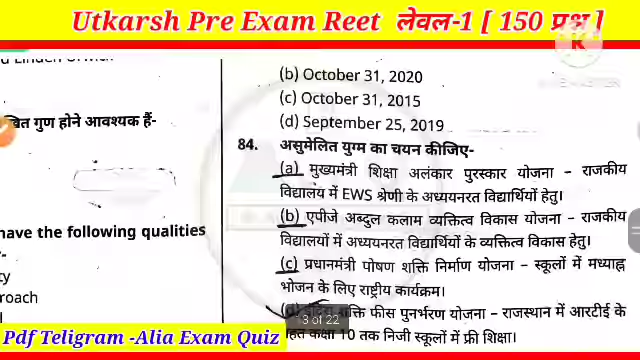 Utkarsh Pre Exam Reet लेवल-1 [ 150 प्रश्न ]
(b) October 31, 2020
(c) October 31, 2015
(d) September 25, 2019
गुण होने आवश्यक हैं-
84. असुमेलित युग्म का चयन कीजिए-
(a) मुख्यमंत्री शिक्षा अलंकार पुरस्कार योजना – राजकीय
विद्यालय में EWS श्रेणी के अध्ययनरत विद्यार्थियों हेतु।
(b) एपीजे अब्दुल कलाम व्यक्तित्व विकास योजना – राजकीय
विद्यालयों में अध्ययनरत विद्यार्थियों के व्यक्तित्व विकास हेतु।
have the following qualities
(c) प्रधानमंत्री पोषण शक्ति निर्माण योजना – स्कूलों में मध्याह्न
भोजन के लिए राष्ट्रीय कार्यक्रम।
शक्ति फीस पुनर्भरण योजना – राजस्थान में आरटीई के
3 of 22
कक्षा 10 तक निजी स्कूलों में फ्री शिक्षा।
Pdf Teligram -Alia Exam Quiz